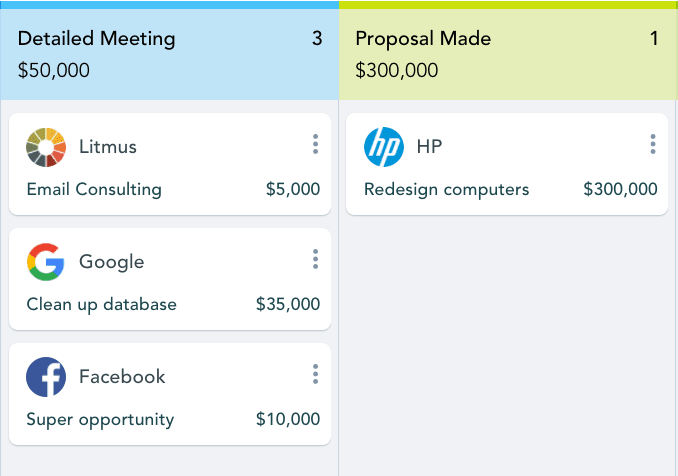 Detailed Meeting 3
$50,000
Litmus
Email Consulting $5,000
Google
Clean up database $35,000
Facebook
Super opportunity $10,000
Proposal Made 1
$300,000
hp HP
Redesign computers $300,000